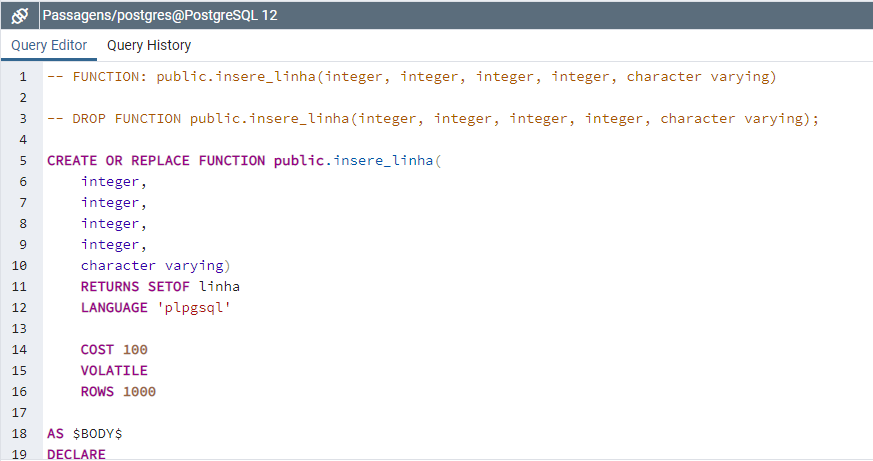 Passagens/postgres@PostgreSQL 12
Query Editor Query History
1 -- FUNCTION: public.insere_linha(integer, integer, integer, integer, character varying)
2
3 -- DROP FUNCTION public.insere_linha(integer, integer, integer, integer, character varying);
4
5 CREATE OR REPLACE FUNCTION public.insere_linha(
6 integer,
7 integer,
8 integer,
9 integer,
10 character varying)
11 RETURNS SETOF linha
12 LANGUAGE 'plpgsql'
13
14 COST 100
15 VOLATILE
16 ROWS 1000
17
18 AS $BODY$
19 DECLARE